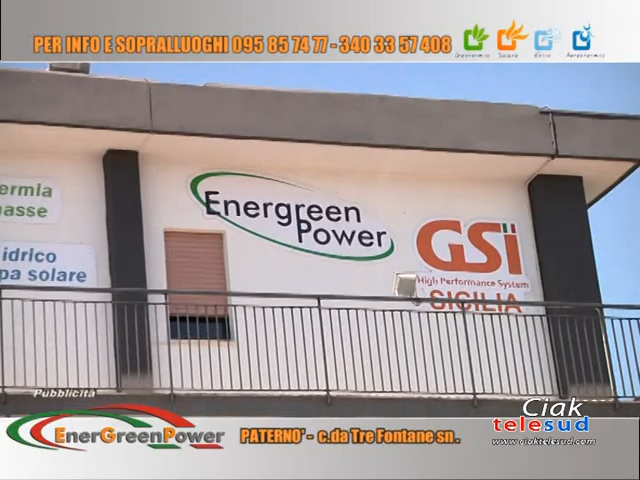 PER INFO E SOPRALLUOGHI 095 85 74 77 - 340 33 57 408
Geotermico Solare Eolico Aerotermico
ermIa
nasse
Energreen
Power
GSi
High Performance System
SICILIA
idrico
pa solare
Pubblicità
EnerGreenPower
PATERNO' - c.da Tre Fontane sn.
Ciak
telesud
www.ciaktelesud.com